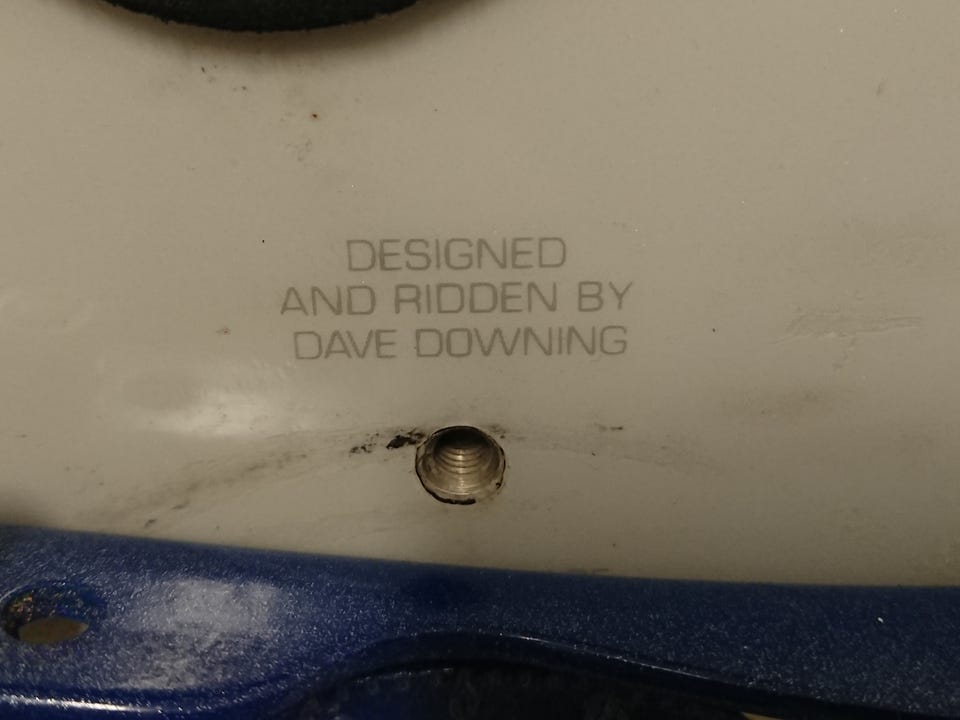 DESIGNED
AND RIDDEN BY
DAVE DOWNING